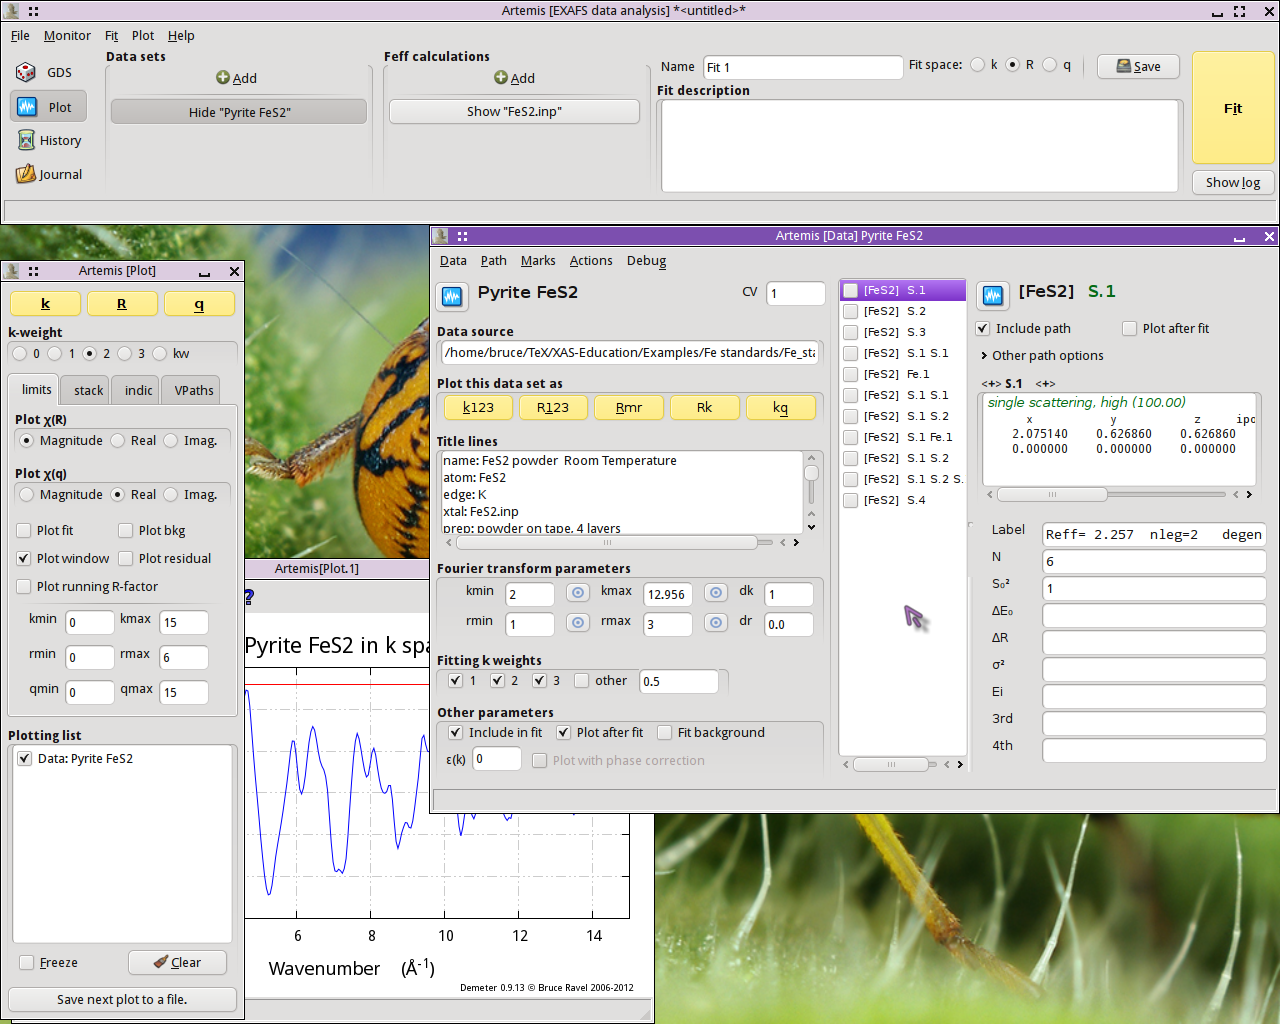 Artemis [EXAFS data analysis] *<untitled>*
File Monitor Fit Plot Help
GDS
Plot
History
Journal
Data sets
Add
Hide "Pyrite FeS2"
Feff calculations
Add
Show "FeS2.inp"
Name Fit 1 Fit space: k R q Save
Fit description
Fit
Show log
Artemis [Plot]
k R q
k-weight
0 1 2 3 kw
limits stack indic VPaths
Plot χ(R)
Magnitude Real Imag.
Plot χ(q)
Magnitude Real Imag.
Plot fit Plot bkg
Plot window Plot residual
Plot running R-factor
kmin 0 kmax 15
rmin 0 rmax 6
qmin 0 qmax 15
Plotting list
Data: Pyrite FeS2
Freeze Clear
Save next plot to a file.
Artemis[Plot.1]
?
Pyrite FeS2 in k spa
6 8 10 12 14
Wavenumber (Å-1)
Demeter 0.9.13 © Bruce Ravel 2006-2012
Artemis [Data] Pyrite FeS2
Data Path Marks Actions Debug
Pyrite FeS2 CV 1
Data source
/home/bruce/TeX/XAS-Education/Examples/Fe standards/Fe_sta
Plot this data set as
k123 R123 Rmr Rk kq
Title lines
name: FeS2 powder Room Temperature
atom: FeS2
edge: K
xtal: FeS2.inp
prep: powder on tape, 4 layers
Fourier transform parameters
kmin 2 kmax 12.956 dk 1
rmin 1 rmax 3 dr 0.0
Fitting k weights
1 2 3 other 0.5
Other parameters
Include in fit Plot after fit Fit background
ε(k) 0 Plot with phase correction
[FeS2] S.1
[FeS2] S.2
[FeS2] S.3
[FeS2] S.1 S.1
[FeS2] Fe.1
[FeS2] S.1 S.1
[FeS2] S.1 S.2
[FeS2] S.1 Fe.1
[FeS2] S.1 S.2
[FeS2] S.1 S.2 S.
[FeS2] S.4
[FeS2] S.1
Include path Plot after fit
Other path options
<+> S.1 <+>
single scattering, high (100.00)
x y z ipo
2.075140 0.626860 0.626860
0.000000 0.000000 0.000000
Label Reff= 2.257 nleg=2 degen
N 6
S₀² 1
ΔE₀
ΔR
σ²
Ei
3rd
4th